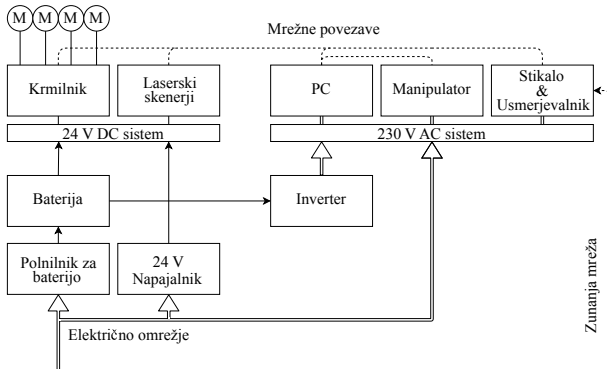 M M M M
Mrežne povezave
Krmilnik
Laserski
skenerji
PC
Manipulator
Stikalo
&
Usmerjevalnik
24 V DC sistem
230 V AC sistem
Baterija
Inverter
Polnilnik za
baterijo
24 V
Napajalnik
Zunanja mreža
Električno omrežje